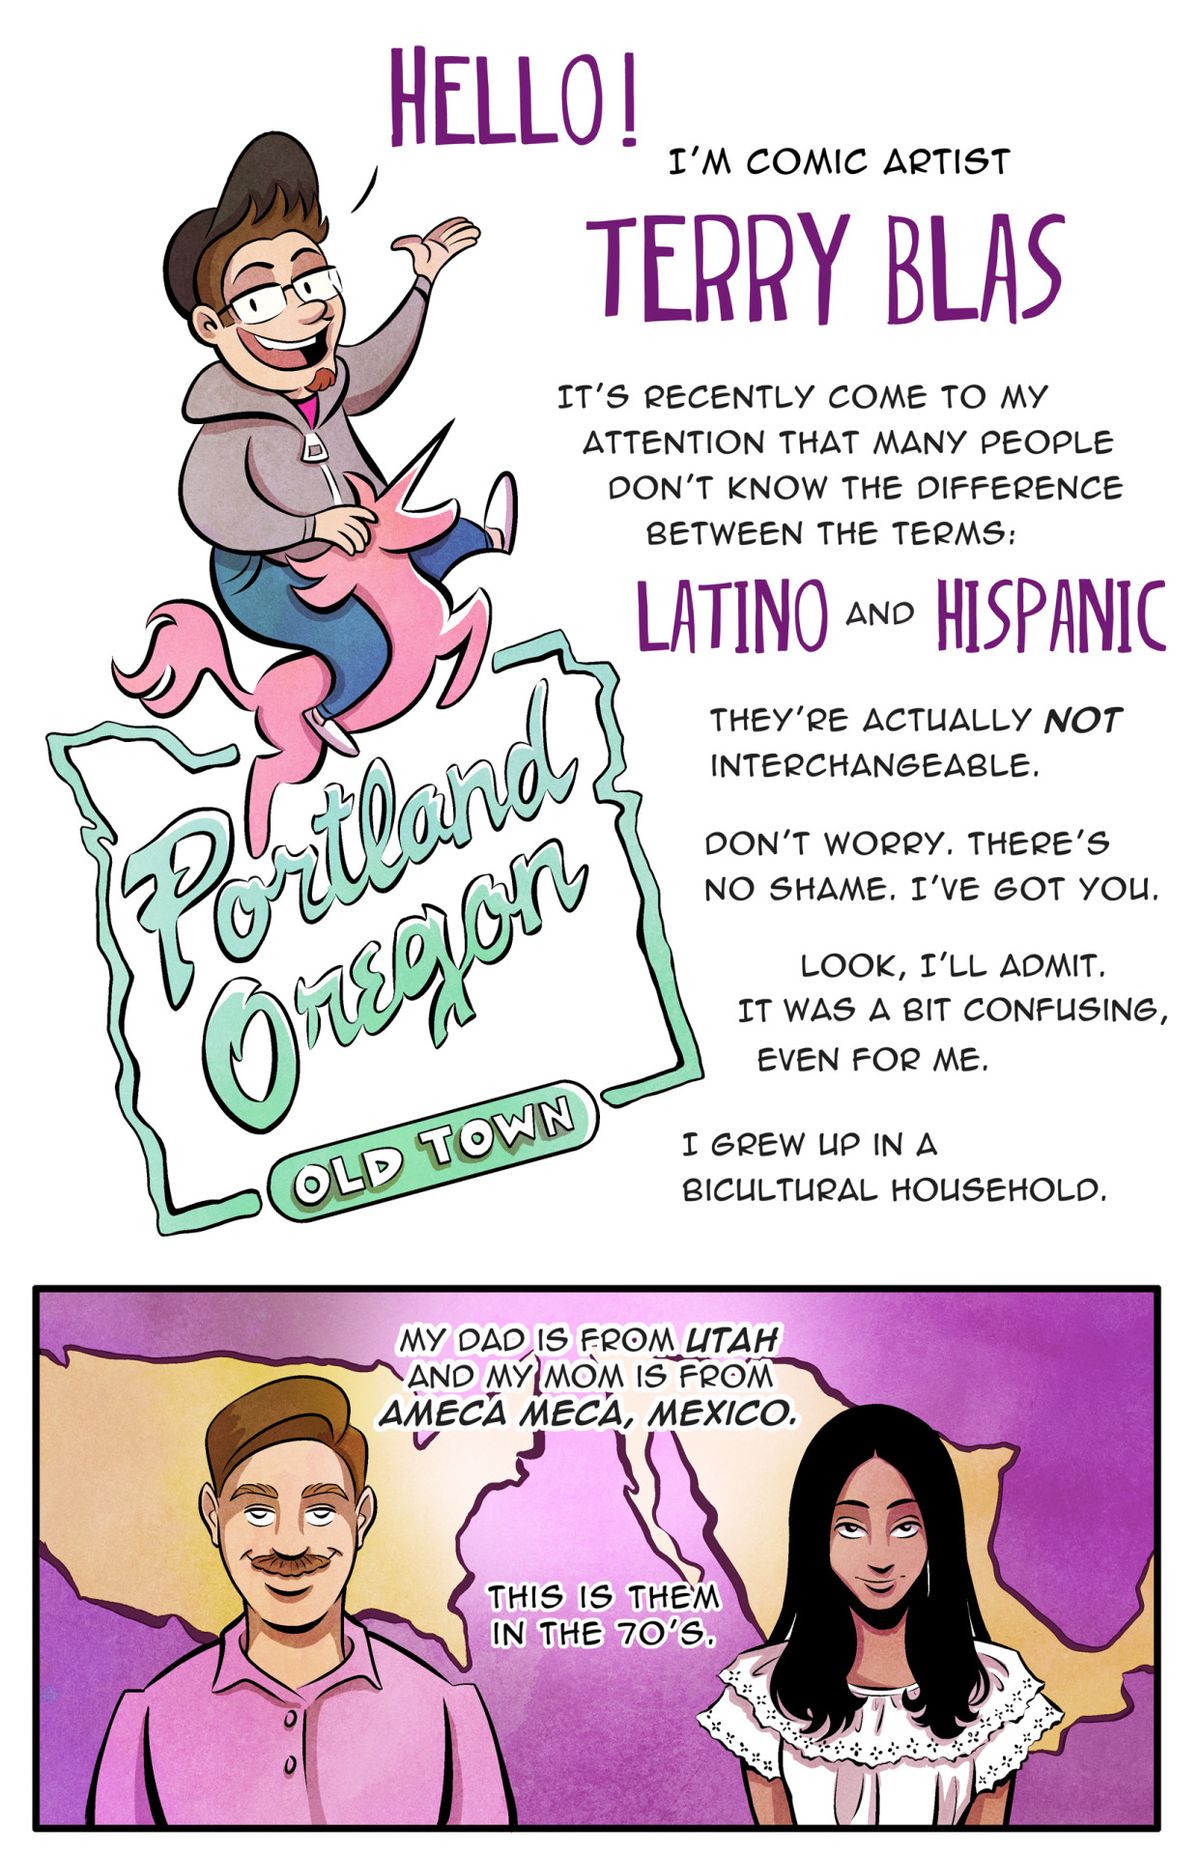 HELLO!
I'M COMIC ARTIST
TERRY BLAS
IT'S RECENTLY COME TO MY
ATTENTION THAT MANY PEOPLE
DON'T KNOW THE DIFFERENCE
BETWEEN THE TERMS:
LATINO AND HISPANIC
THEY'RE ACTUALLY NOT
INTERCHANGEABLE.
DON'T WORRY. THERE'S
NO SHAME. I'VE GOT YOU.
LOOK, I'LL ADMIT.
IT WAS A BIT CONFUSING,
EVEN FOR ME.
I GREW UP IN A
BICULTURAL HOUSEHOLD.
Portland
Oregon
OLD TOWN
MY DAD IS FROM UTAH
AND MY MOM IS FROM
AMECA MECA, MEXICO.
THIS IS THEM
IN THE 70'S.